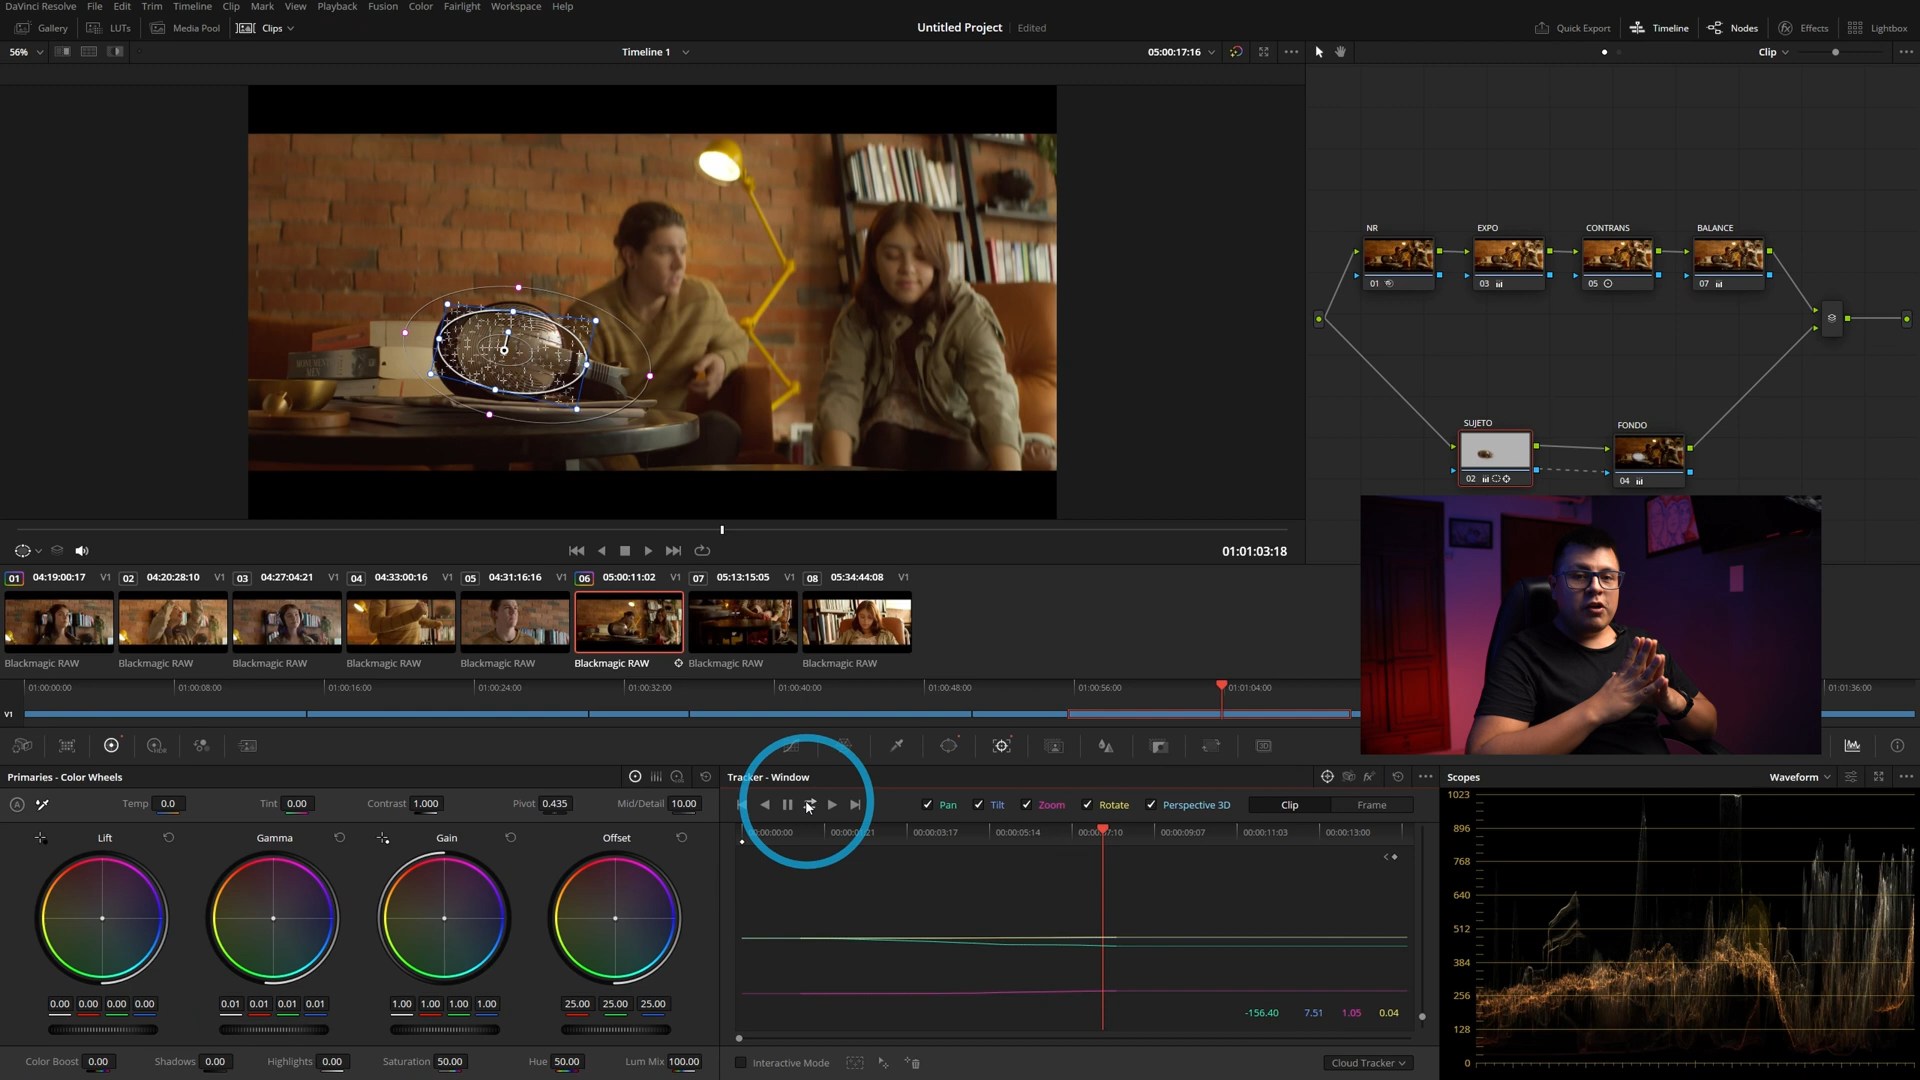 DaVinci Resolve File Edit Trim Timeline Clip Mark View Playback Fusion Color Fairlight Workspace Help
Gallery LUTs Media Pool Clips Untitled Project Edited Quick Export Timeline Nodes Effects Lightbox
56% Timeline 1 05:00:17:16 Clip
NR EXPO CONTRANS BALANCE
01 03 05 07
SUJETO FONDO
02 04
01:01:03:18
01 04:19:00:17 V1 02 04:20:28:10 V1 03 04:27:04:21 V1 04 04:33:00:16 V1 05 04:31:16:16 V1 06 05:00:11:02 V1 07 05:13:15:05 V1 08 05:34:44:08 V1
Blackmagic RAW Blackmagic RAW Blackmagic RAW Blackmagic RAW Blackmagic RAW Blackmagic RAW Blackmagic RAW Blackmagic RAW
01:00:00:00 01:00:08:00 01:00:16:00 01:00:24:00 01:00:32:00 01:00:40:00 01:00:48:00 01:00:56:00 01:01:04:00 01:01:36:00
V1
Primaries - Color Wheels Tracker - Window Scopes Waveform
Temp 0.0 Tint 0.00 Contrast 1.000 Pivot 0.435 Mid/Detail 10.00 Pan Tilt Zoom Rotate Perspective 3D Clip Frame
Lift Gamma Gain Offset
00:00:03:17 00:00:05:14 00:00:09:07 00:00:11:03 00:00:13:00
1023
896
768
640
512
384
256
128
0
0.00 0.00 0.00 0.00 0.01 0.01 0.01 0.01 1.00 1.00 1.00 1.00 25.00 25.00 25.00
-156.40 7.51 1.05 0.04
Color Boost 0.00 Shadows 0.00 Highlights 0.00 Saturation 50.00 Hue 50.00 Lum Mix 100.00 Interactive Mode Cloud Tracker